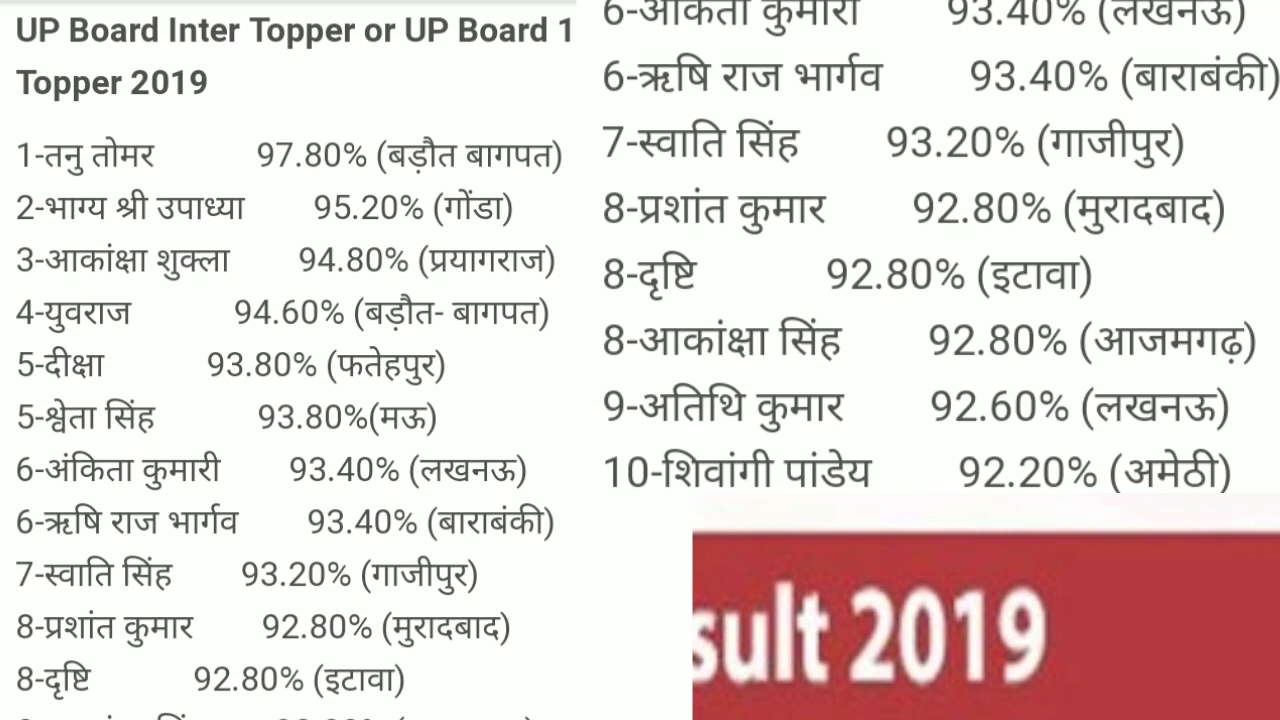 UP Board Inter Topper or UP Board 1
Topper 2019
1-तनु तोमर 97.80% (बड़ौत बागपत)
2-भाग्य श्री उपाध्या 95.20% (गोंडा)
3-आकांक्षा शुक्ला 94.80% (प्रयागराज)
4-युवराज 94.60% (बड़ौत- बागपत)
5-दीक्षा 93.80% (फतेहपुर)
5-श्वेता सिंह 93.80%(मऊ)
6-अंकिता कुमारी 93.40% (लखनऊ)
6-ऋषि राज भार्गव 93.40% (बाराबंकी)
7-स्वाति सिंह 93.20% (गाजीपुर)
8-प्रशांत कुमार 92.80% (मुरादबाद)
8-दृष्टि 92.80% (इटावा)
6-अंकिता कुमारी 93.40% (लखनऊ)
6-ऋषि राज भार्गव 93.40% (बाराबंकी)
7-स्वाति सिंह 93.20% (गाजीपुर)
8-प्रशांत कुमार 92.80% (मुरादबाद)
8-दृष्टि 92.80% (इटावा)
8-आकांक्षा सिंह 92.80% (आजमगढ़)
9-अतिथि कुमार 92.60% (लखनऊ)
10-शिवांगी पांडेय 92.20% (अमेठी)
sult 2019